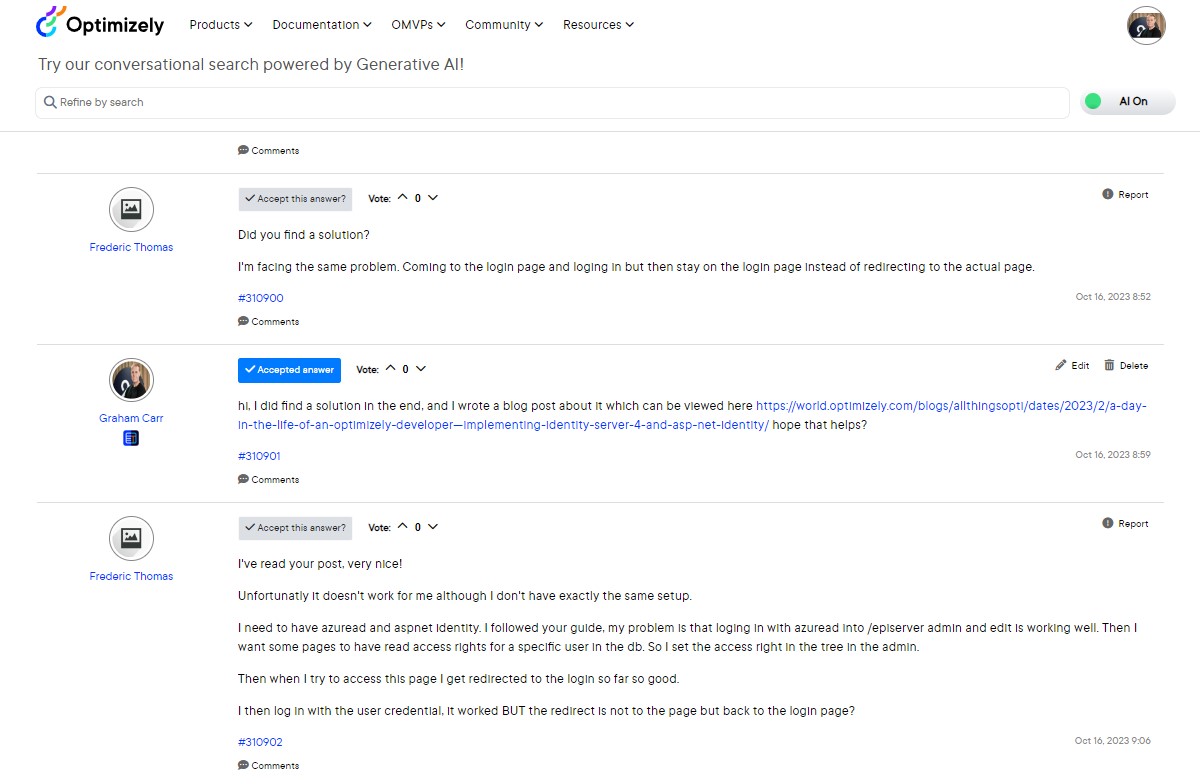 Optimizely Products Documentation OMVPs Community Resources
Try our conversational search powered by Generative AI!
Refine by search AI On
Comments
Accept this answer? Vote: 0 Report
Frederic Thomas
Did you find a solution?
I'm facing the same problem. Coming to the login page and loging in but then stay on the login page instead of redirecting to the actual page.
#310900 Oct 16, 2023 8:52
Comments
Accepted answer Vote: 0 Edit Delete
Graham Carr
hi, I did find a solution in the end, and I wrote a blog post about it which can be viewed here https://world.optimizely.com/blogs/allthingsopti/dates/2023/2/a-day-
in-the-life-of-an-optimizely-developer—implementing-identity-server-4-and-asp-net-identity/ hope that helps?
#310901 Oct 16, 2023 8:59
Comments
Accept this answer? Vote: 0 Report
Frederic Thomas
I've read your post, very nice!
Unfortunatly it doesn't work for me although I don't have exactly the same setup.
I need to have azuread and aspnet identity. I followed your guide, my problem is that loging in with azuread into /episerver admin and edit is working well. Then I
want some pages to have read access rights for a specific user in the db. So I set the access right in the tree in the admin.
Then when I try to access this page I get redirected to the login so far so good.
I then log in with the user credential, it worked BUT the redirect is not to the page but back to the login page?
#310902 Oct 16, 2023 9:06
Comments